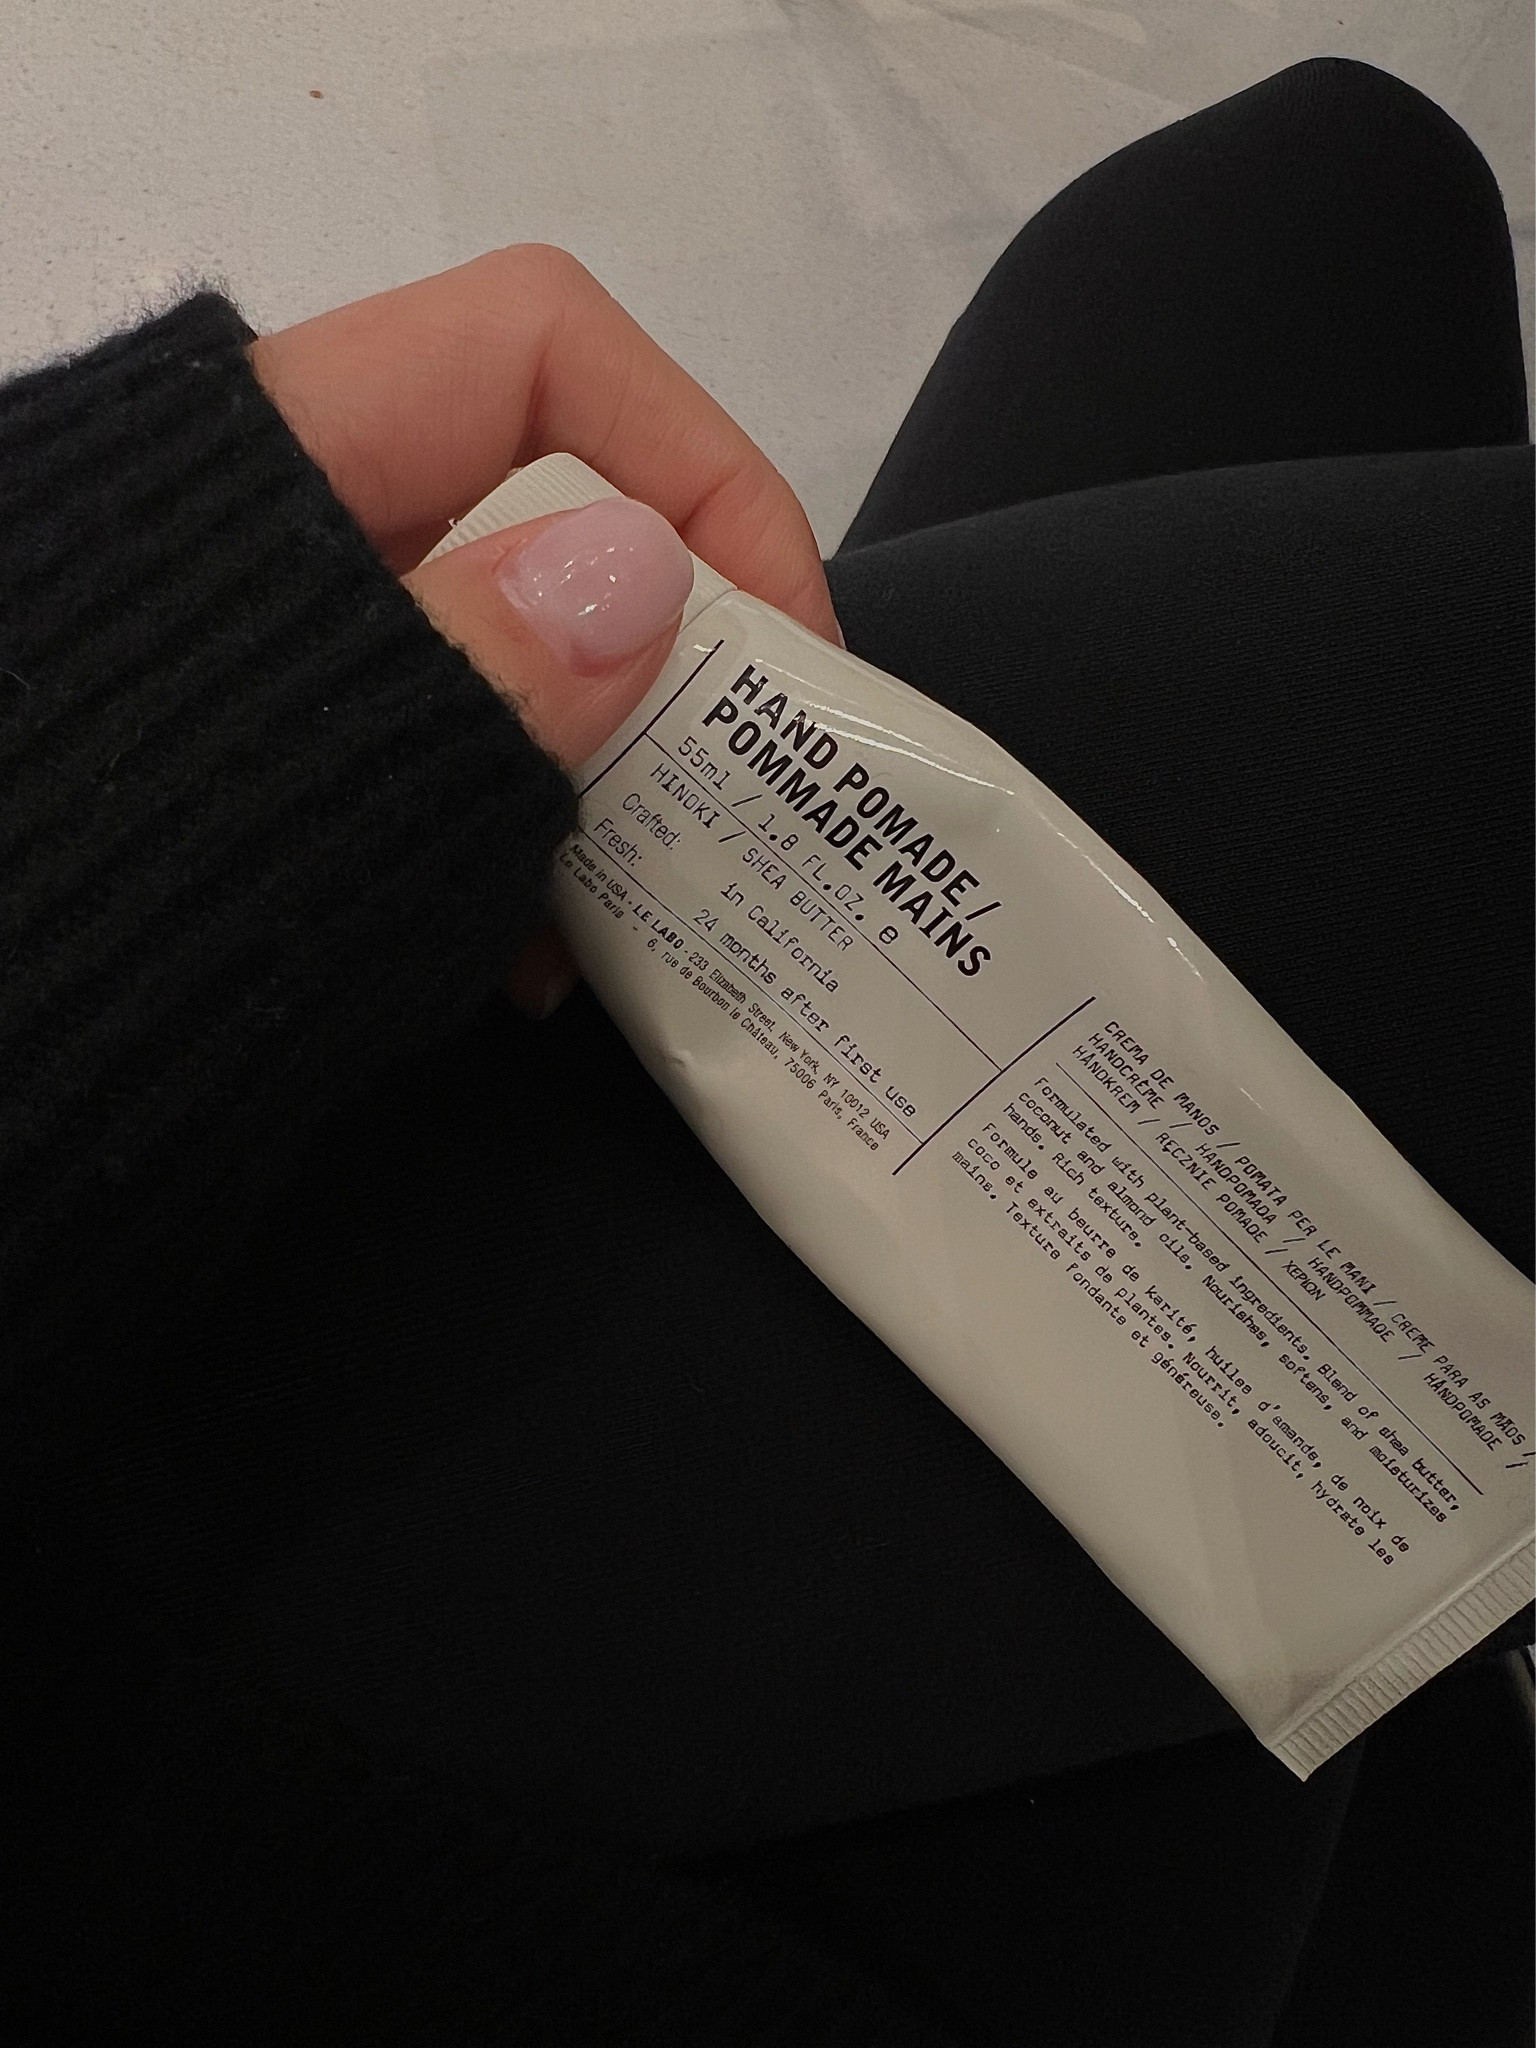 HAND POMADE /
POMMADE MAINS
55ml / 1.8 FL.OZ. e
HINOKI / SHEA BUTTER
Crafted: in California
Fresh: 24 months after first use
Made in USA - LE LABO - 233 Elizabeth Street, New York, NY 10012 USA
Le Labo Paris - 6, rue de Bourbon le Château, 75006 Paris, France
CREMA DE MANOS / POMATA PER LE MANI / CREME PARA AS MÃOS /
HANDCRÈME / HANDPOMADA / HANDPOMMADE / HÅNDPOMADE /
HÅNDKREM / RĘCZNIE POMADE / ΧΕΡΙΩΝ
Formulated with plant-based ingredients. Blend of shea butter,
coconut and almond oils. Nourishes, softens, and moisturizes
hands. Rich texture.
Formule au beurre de karité, huiles d'amande, de noix de
coco et extraits de plantes. Nourrit, adoucit, hydrate les
mains. Texture fondante et généreuse.